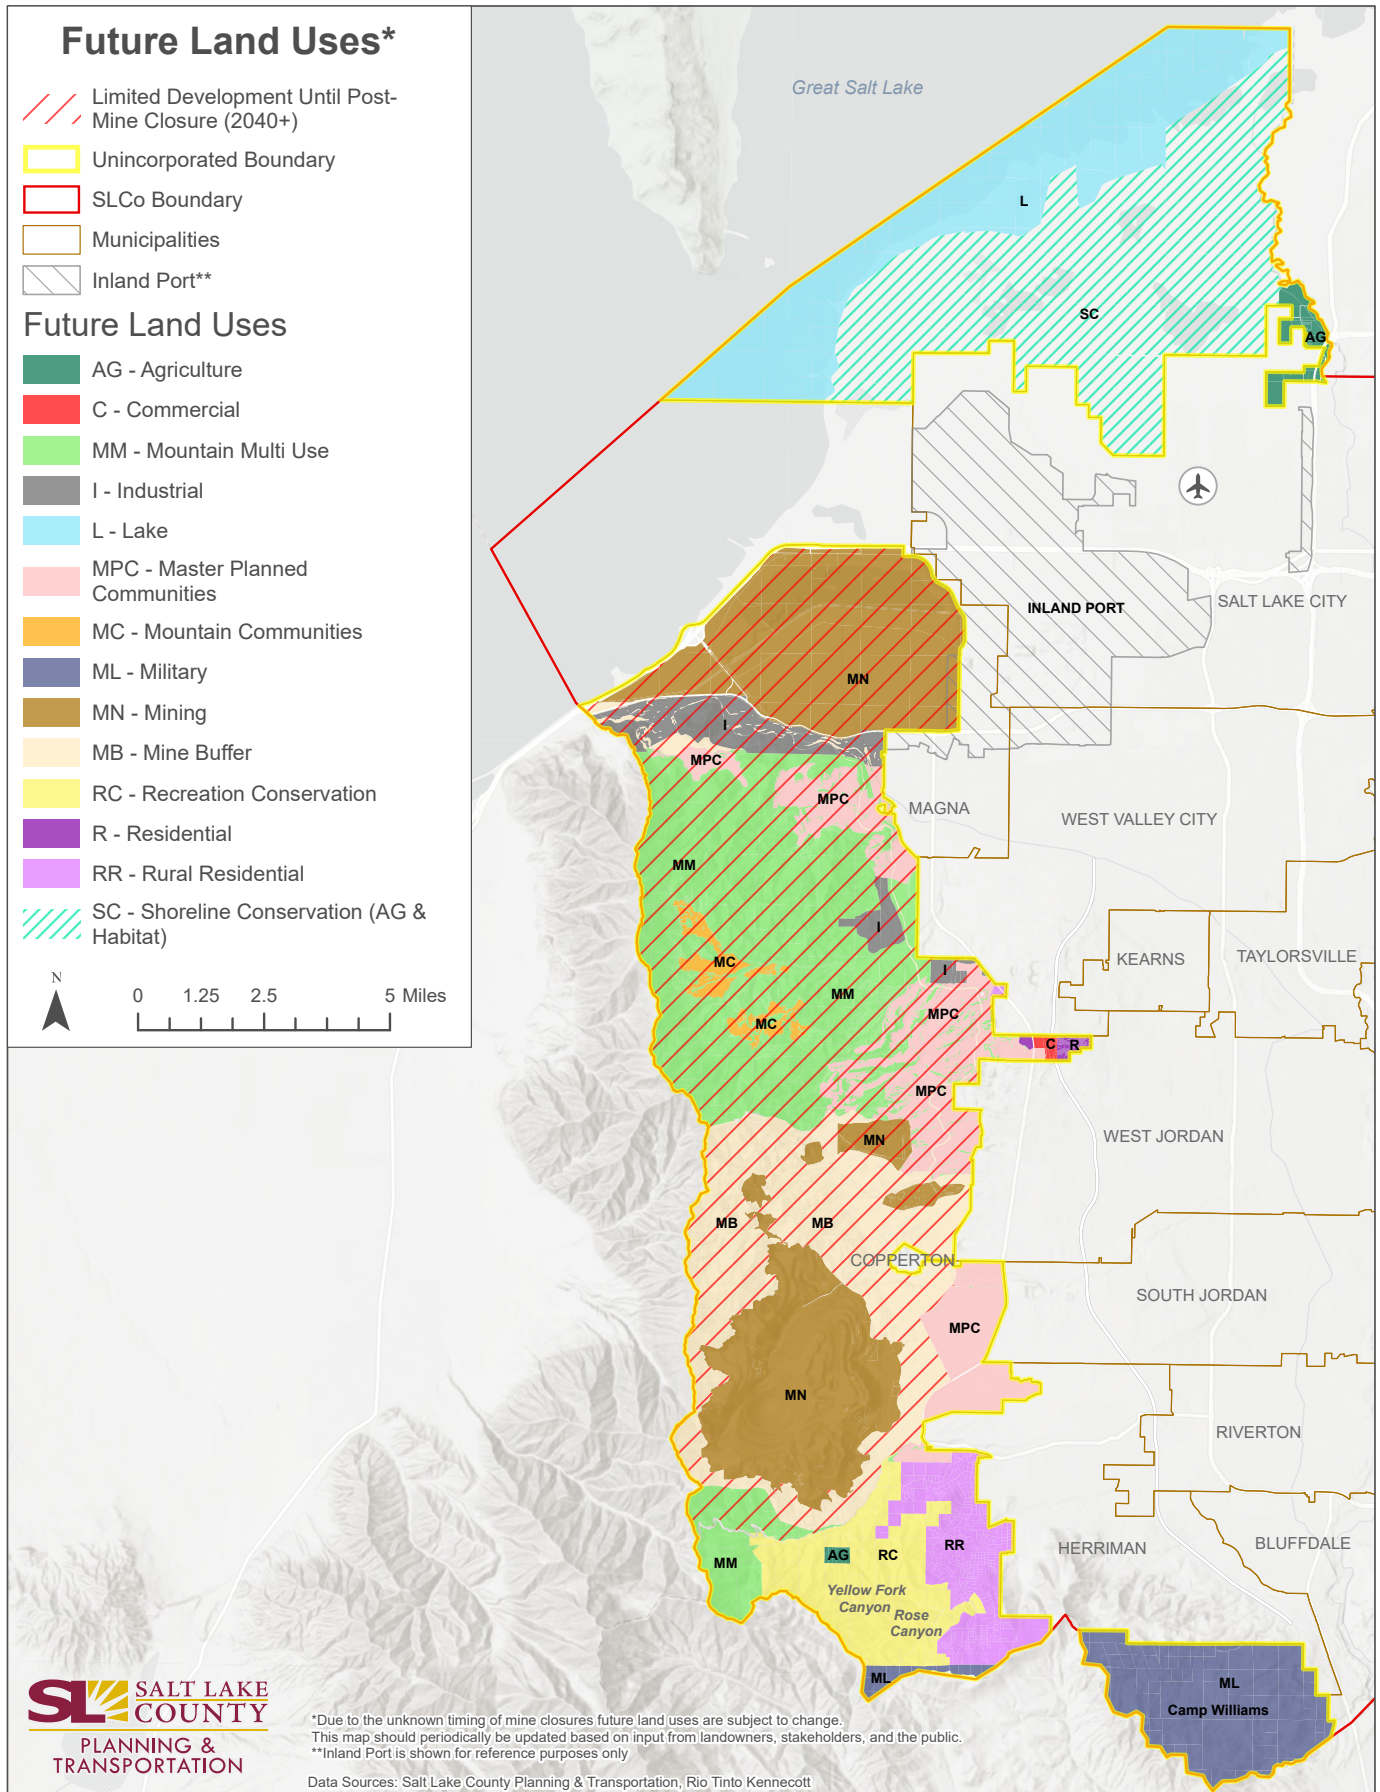 Future Land Uses*
Limited Development Until Post-
Mine Closure (2040+)
Unincorporated Boundary
SLCo Boundary
Municipalities
Inland Port**
Future Land Uses
AG - Agriculture
C - Commercial
MM - Mountain Multi Use
I - Industrial
L - Lake
MPC - Master Planned
Communities
MC - Mountain Communities
ML - Military
MN - Mining
MB - Mine Buffer
RC - Recreation Conservation
R - Residential
RR - Rural Residential
SC - Shoreline Conservation (AG &
Habitat)
N
0 1.25 2.5 5 Miles
Great Salt Lake
L
SC
AG
INLAND PORT
SALT LAKE CITY
MN
I
MPC
MPC
MAGNA
WEST VALLEY CITY
MM
I
MC
I
KEARNS
TAYLORSVILLE
MM
MPC
MC
C
R
MPC
MN
WEST JORDAN
MB
MB
COPPERTON
SOUTH JORDAN
MPC
MN
RIVERTON
MM
AG
RC
RR
HERRIMAN
BLUFFDALE
Yellow Fork
Canyon
Rose
Canyon
ML
ML
Camp Williams
SL SALT LAKE
COUNTY
PLANNING &
TRANSPORTATION
*Due to the unknown timing of mine closures future land uses are subject to change.
This map should periodically be updated based on input from landowners, stakeholders, and the public.
**Inland Port is shown for reference purposes only
Data Sources: Salt Lake County Planning & Transportation, Rio Tinto Kennecott